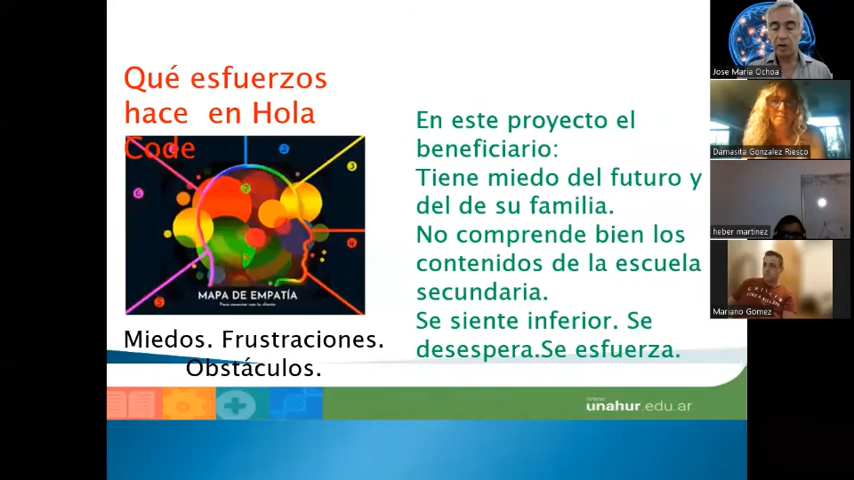 Qué esfuerzos
hace en Hola
Code
MAPA DE EMPATÍA
Miedos. Frustraciones.
Obstáculos.
En este proyecto el
beneficiario:
Tiene miedo del futuro y
del de su familia.
No comprende bien los
contenidos de la escuela
secundaria.
Se siente inferior. Se
desespera.Se esfuerza.
unahur.edu.ar
Jose Maria Ochoa
Dámasita Gonzalez Riesco
heber martinez
Mariano Gomez